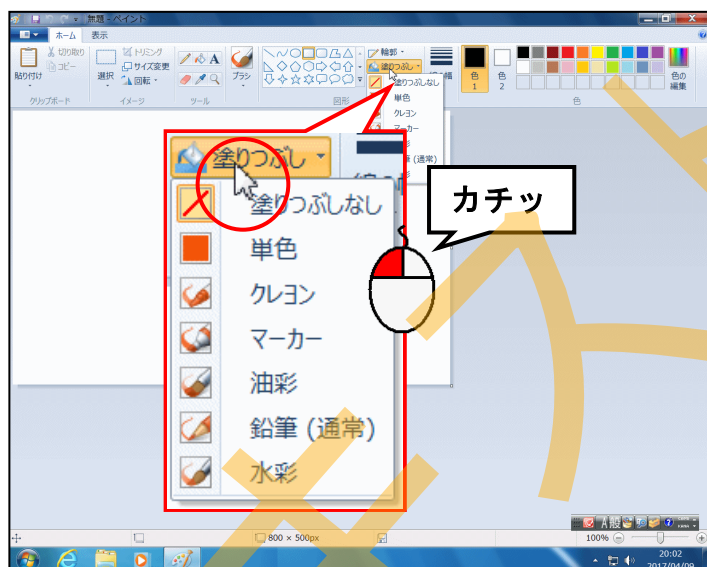 無題 - ペイント
ホーム
表示
貼り付け
切り取り
コピー
クリップボード
選択
トリミング
サイズ変更
回転
イメージ
A
ツール
ブラシ
輪郭
塗りつぶし
図形
色
1
色
2
色の
編集
色
塗りつぶしなし
単色
クレヨン
マーカー
(通常)
塗りつぶし
塗りつぶしなし
単色
クレヨン
マーカー
油彩
鉛筆 (通常)
水彩
カチッ
800 × 500px
100%
A 般
20:02
2017/04/09